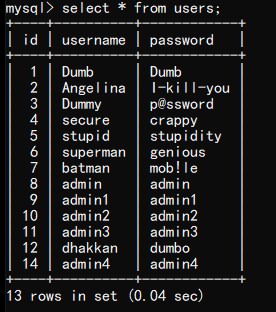 mysql> select * from users;
+----+----------+------------+
| id | username | password   |
+----+----------+------------+
|  1 | Dumb     | Dumb       |
|  2 | Angelina | I-kill-you |
|  3 | Dummy    | p@ssword   |
|  4 | secure   | crappy     |
|  5 | stupid   | stupidity  |
|  6 | superman | genious    |
|  7 | batman   | mob!le     |
|  8 | admin    | admin      |
|  9 | admin1   | admin1     |
| 10 | admin2   | admin2     |
| 11 | admin3   | admin3     |
| 12 | dhakkan  | dumbo      |
| 14 | admin4   | admin4     |
+----+----------+------------+
13 rows in set (0.04 sec)